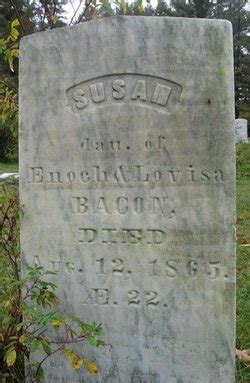 SUSAN
dau. of
Enoch & Lovisa
BACON.
DIED
Aug. 12. 1865.
Æ. 22.